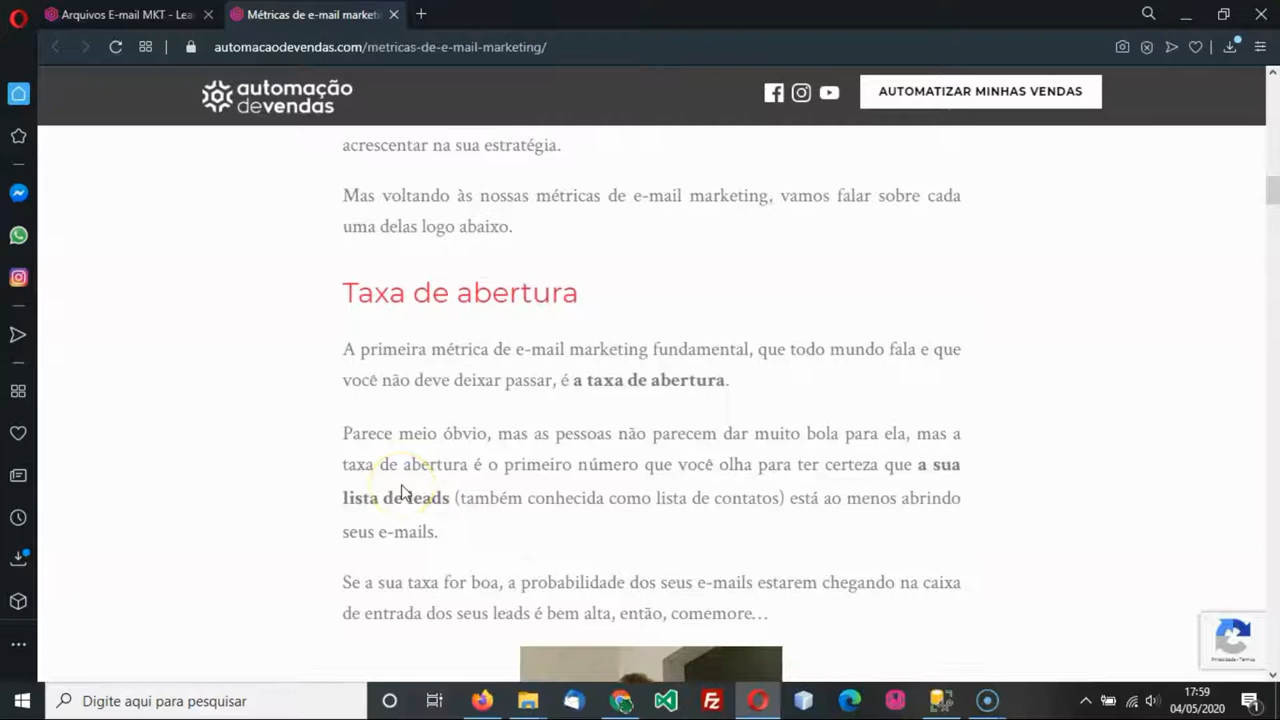 Arquivos E-mail MKT - Lea
Métricas de e-mail marketi
automacaodevendas.com/metricas-de-e-mail-marketing/
automação
devendas
AUTOMATIZAR MINHAS VENDAS
acrescentar na sua estratégia.
Mas voltando às nossas métricas de e-mail marketing, vamos falar sobre cada
uma delas logo abaixo.
Taxa de abertura
A primeira métrica de e-mail marketing fundamental, que todo mundo fala e que
você não deve deixar passar, é a taxa de abertura.
Parece meio óbvio, mas as pessoas não parecem dar muito bola para ela, mas a
taxa de abertura é o primeiro número que você olha para ter certeza que a sua
lista de leads (também conhecida como lista de contatos) está ao menos abrindo
seus e-mails.
Se a sua taxa for boa, a probabilidade dos seus e-mails estarem chegando na caixa
de entrada dos seus leads é bem alta, então, comemore…
Privacidade - Termos
Digite aqui para pesquisar
17:59
04/05/2020
1